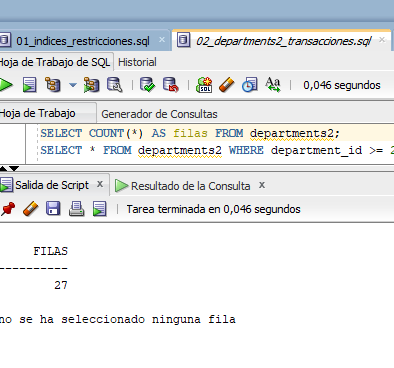 01_indices_restricciones.sql
02_departments2_transacciones.sql
Hoja de Trabajo de SQL Historial
SQL Aa 0,046 segundos
Hoja de Trabajo Generador de Consultas
SELECT COUNT(*) AS filas FROM departments2;
SELECT * FROM departments2 WHERE department_id >= 2
Salida de Script x Resultado de la Consulta x
Tarea terminada en 0,046 segundos
FILAS
----------
27
no se ha seleccionado ninguna fila